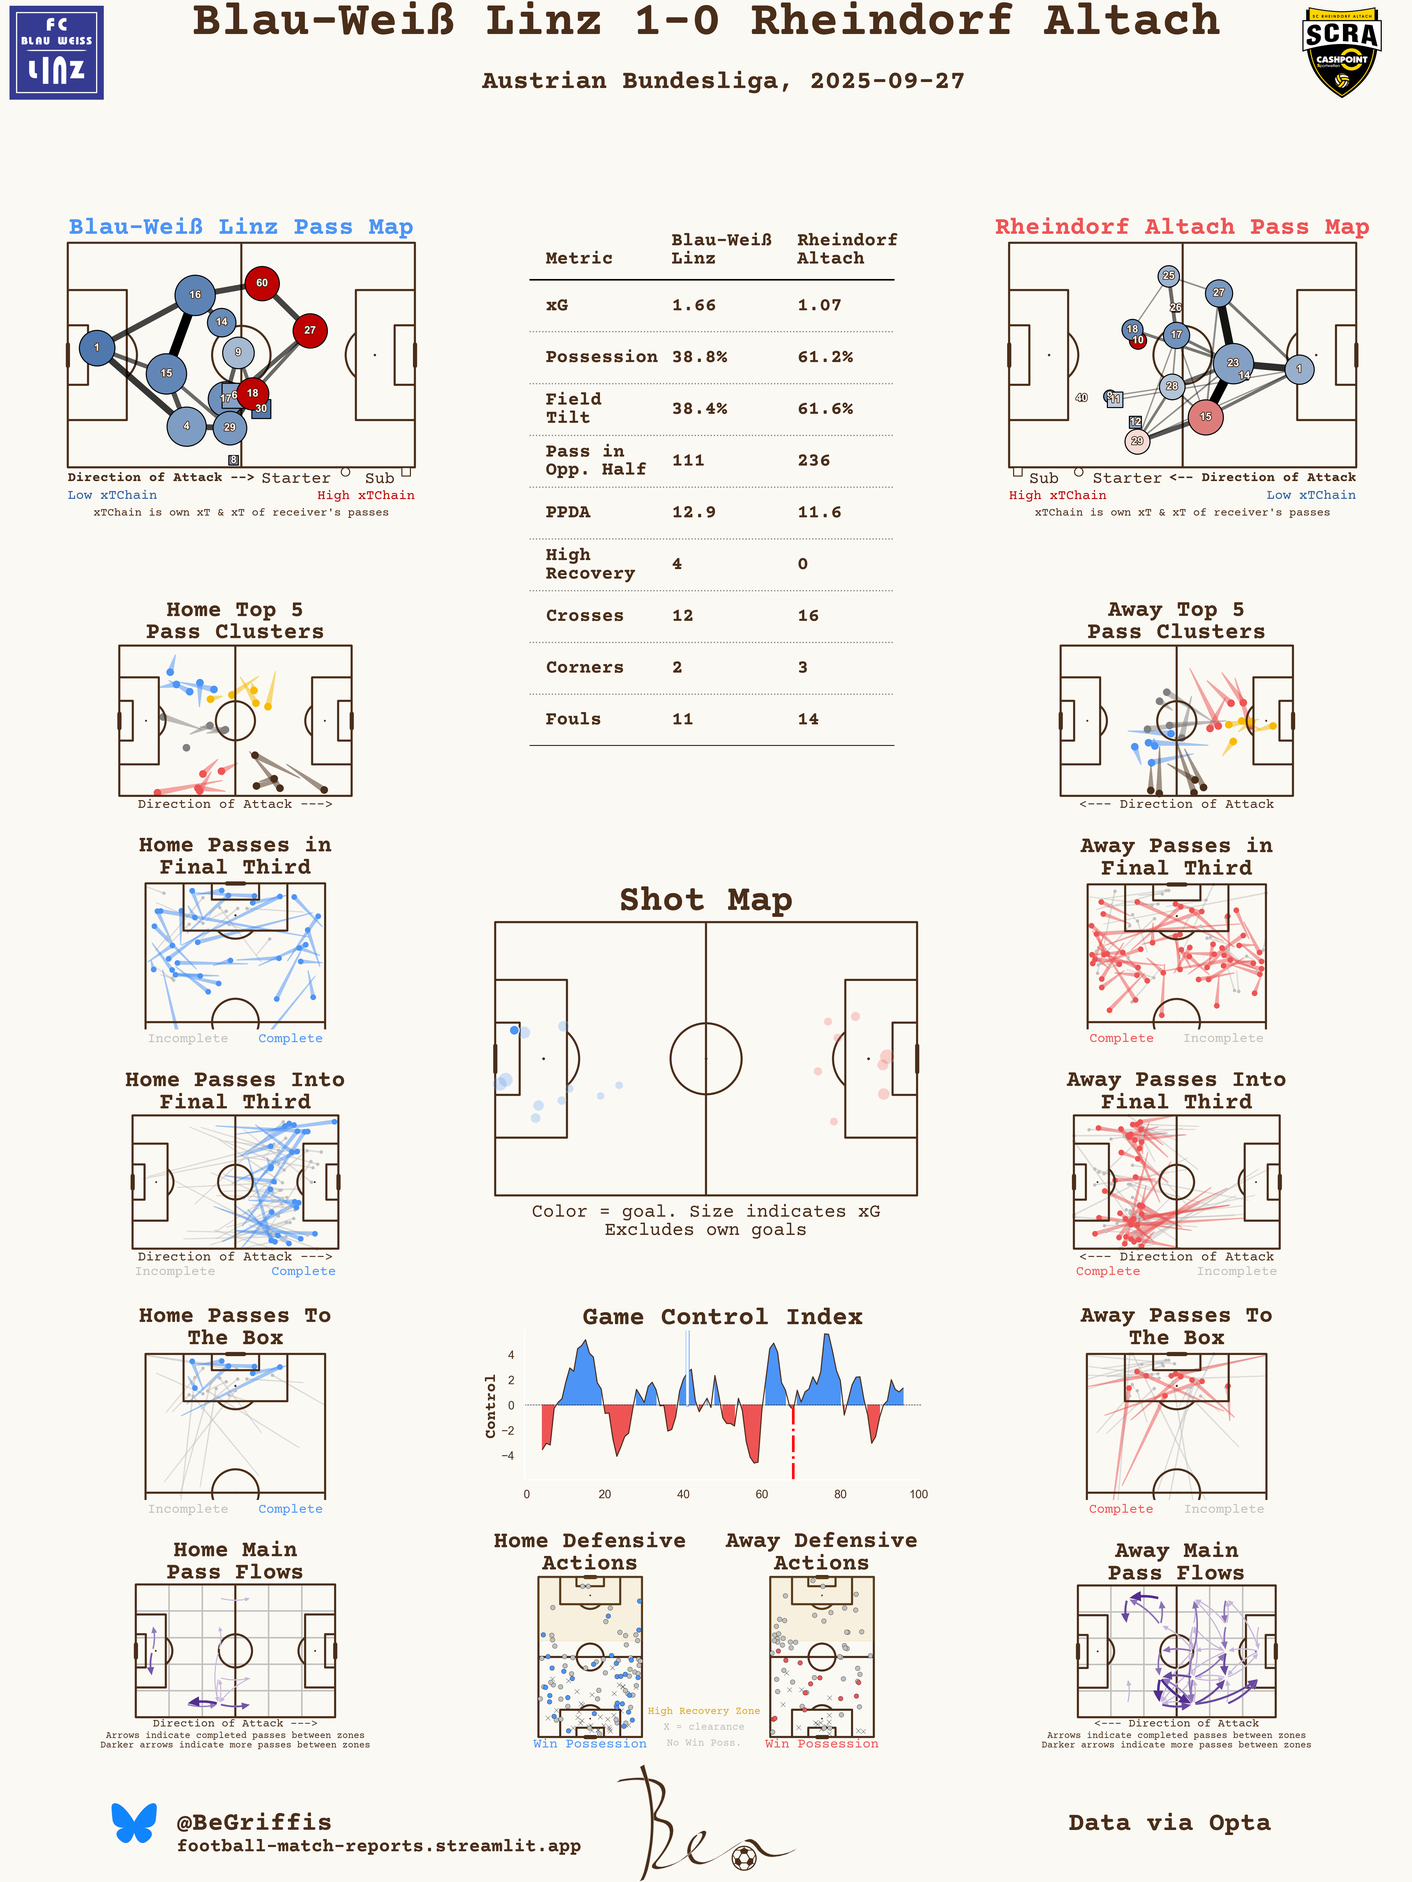 FC
BLAU WEISS
LINZ
Blau-Weiß Linz 1-0 Rheindorf Altach
Austrian Bundesliga, 2025-09-27
SC RHEINDORF ALTACH
SCRA
CASHPOINT
Sportwetten
Blau-Weiß Linz Pass Map
16
60
14
27
1
9
15
17
6
18
30
4
29
8
Direction of Attack --> Starter Sub
Low xTChain High xTChain
xTChain is own xT & xT of receiver's passes
Metric Blau-Weiß Linz Rheindorf Altach
xG 1.66 1.07
Possession 38.8% 61.2%
Field Tilt 38.4% 61.6%
Pass in Opp. Half 111 236
PPDA 12.9 11.6
High Recovery 4 0
Crosses 12 16
Corners 2 3
Fouls 11 14
Rheindorf Altach Pass Map
25
27
26
18
10
17
23
14
1
28
40
11
15
12
29
Sub Starter <-- Direction of Attack
High xTChain Low xTChain
xTChain is own xT & xT of receiver's passes
Home Top 5
Pass Clusters
Direction of Attack --->
Away Top 5
Pass Clusters
<--- Direction of Attack
Home Passes in
Final Third
Incomplete Complete
Away Passes in
Final Third
Complete Incomplete
Shot Map
Color = goal. Size indicates xG
Excludes own goals
Home Passes Into
Final Third
Direction of Attack --->
Incomplete Complete
Away Passes Into
Final Third
<--- Direction of Attack
Complete Incomplete
Home Passes To
The Box
Incomplete Complete
Game Control Index
Control
4
2
0
−2
−4
0 20 40 60 80 100
Away Passes To
The Box
Complete Incomplete
Home Main
Pass Flows
Direction of Attack --->
Arrows indicate completed passes between zones
Darker arrows indicate more passes between zones
Home Defensive
Actions
Win Possession
Away Defensive
Actions
Win Possession
High Recovery Zone
X = clearance
No Win Poss.
Away Main
Pass Flows
<--- Direction of Attack
Arrows indicate completed passes between zones
Darker arrows indicate more passes between zones
@BeGriffis
football-match-reports.streamlit.app
Ben
Data via Opta